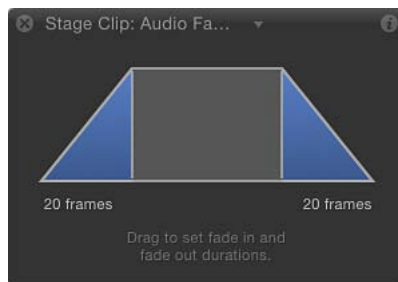 Stage Clip: Audio Fa...
20 frames
20 frames
Drag to set fade in and
fade out durations.